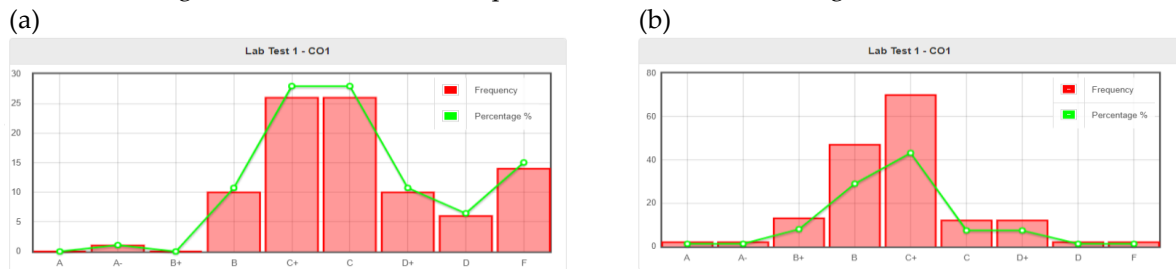 (a)
(b)
Lab Test 1 - CO1
30
25
20
15
10
5
0
Frequency
Percentage %
A
A-
B+
B
C+
C
D+
D
F
Lab Test 1 - CO1
80
60
40
20
0
Frequency
Percentage %
A
A-
B+
B
C+
C
D+
D
F